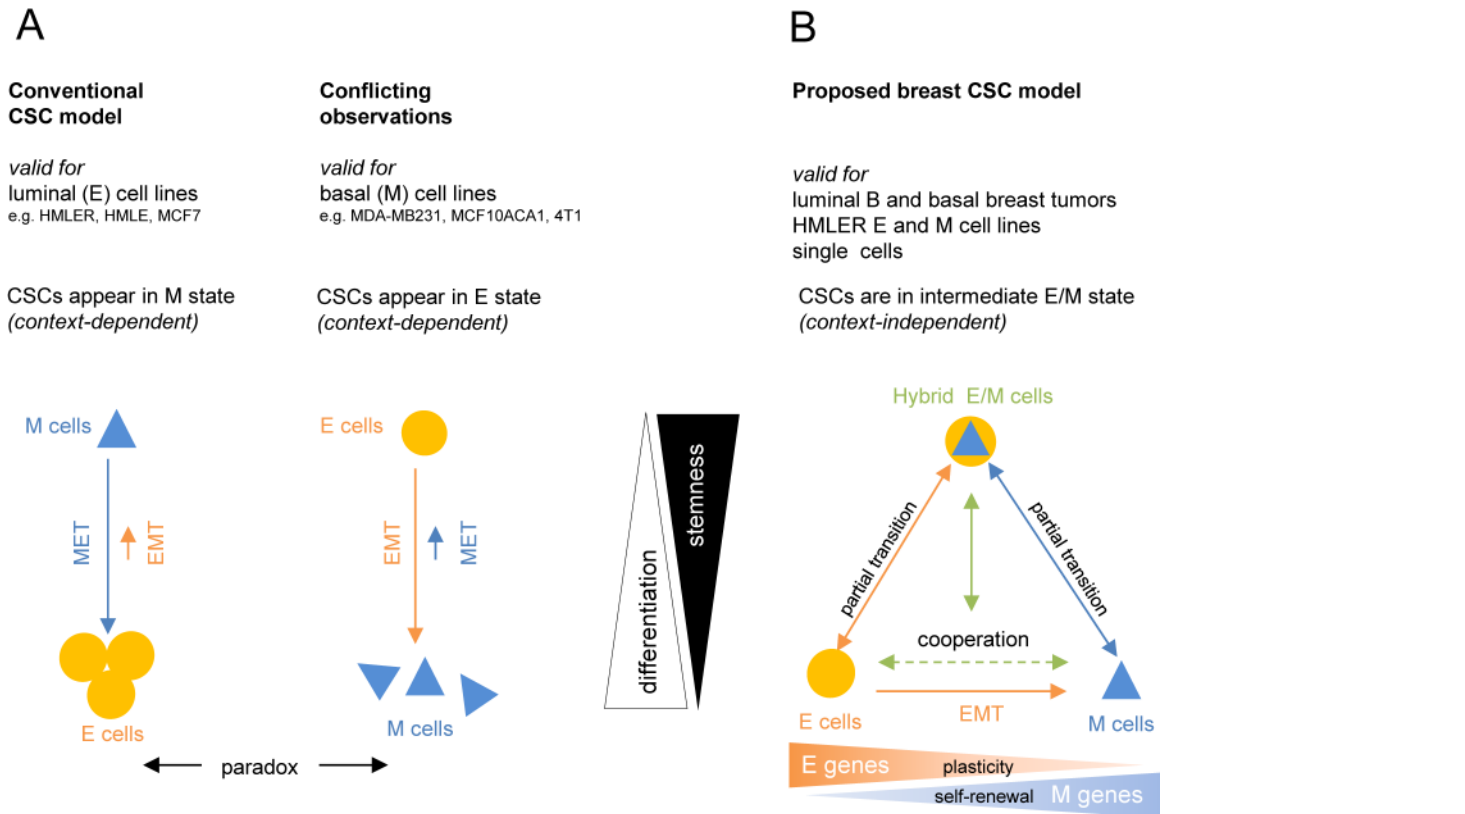 A
Conventional
CSC model
valid for
luminal (E) cell lines
e.g. HMLER, HMLE, MCF7
CSCs appear in M state
(context-dependent)
M cells
MET
EMT
E cells
Conflicting
observations
valid for
basal (M) cell lines
e.g. MDA-MB231, MCF10ACA1, 4T1
CSCs appear in E state
(context-dependent)
E cells
EMT
MET
M cells
paradox
differentiation
stemness
B
Proposed breast CSC model
valid for
luminal B and basal breast tumors
HMLER E and M cell lines
single cells
CSCs are in intermediate E/M state
(context-independent)
Hybrid E/M cells
partial transition
partial transition
cooperation
EMT
E cells
M cells
E genes
plasticity
self-renewal
M genes